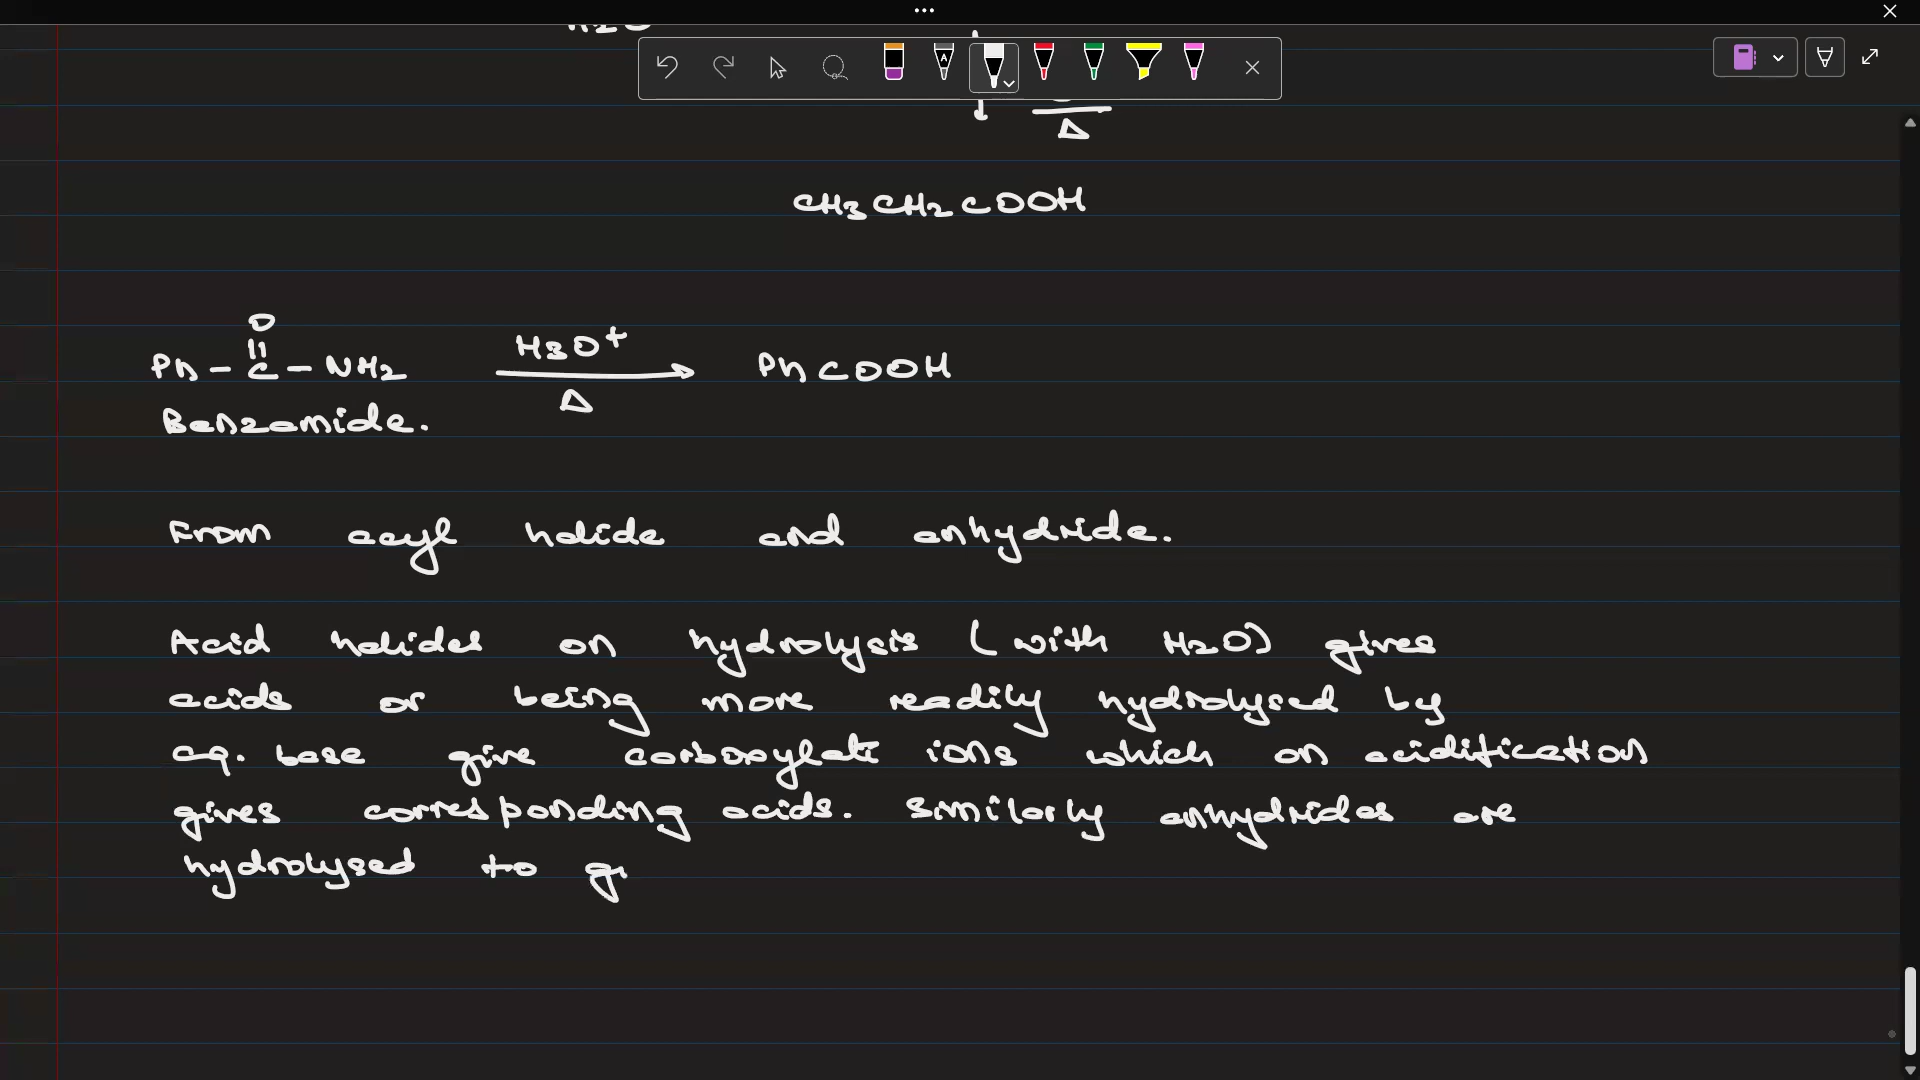 Δ
CH3CH2COOH
O
||
Ph - C - NH2 H3O+ Δ → PhCOOH
Benzamide.
From acyl halide and anhydride.
Acid halides on hydrolysis (with H2O) gives
acids or being more readily hydrolysed by
aq. base give carboxylate ions which on acidification
gives corresponding acids. Similarly anhydrides are
hydrolysed to gi